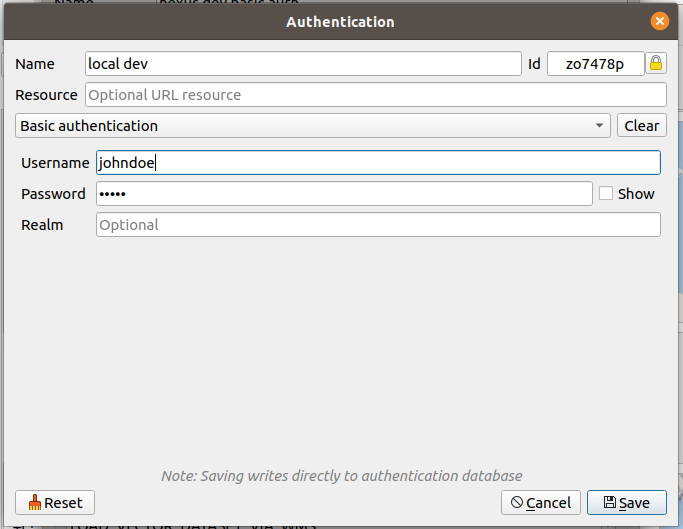 Authentication
Name local dev Id zo7478p
Resource Optional URL resource
Basic authentication Clear
Username johndoe
Password ••••• Show
Realm Optional
Note: Saving writes directly to authentication database
Reset Cancel Save